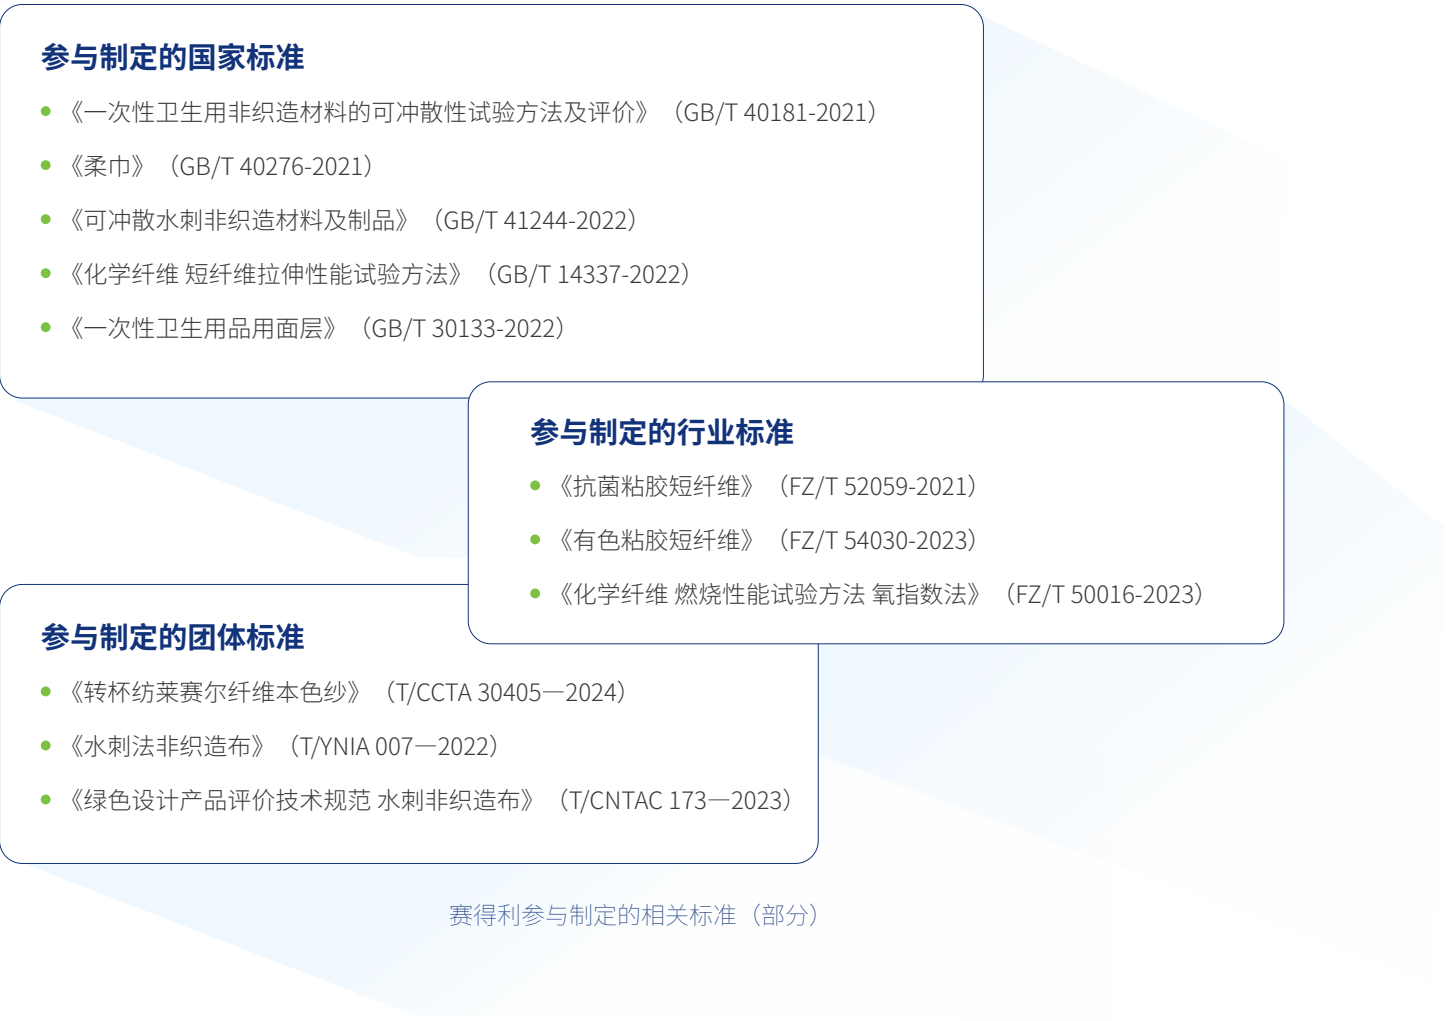 参与制定的国家标准
《一次性卫生用非织造材料的可冲散性试验方法及评价》（GB/T 40181-2021）
《柔巾》（GB/T 40276-2021）
《可冲散水刺非织造材料及制品》（GB/T 41244-2022）
《化学纤维 短纤维拉伸性能试验方法》（GB/T 14337-2022）
《一次性卫生用品用面层》（GB/T 30133-2022）
参与制定的行业标准
《抗菌粘胶短纤维》（FZ/T 52059-2021）
《有色粘胶短纤维》（FZ/T 54030-2023）
《化学纤维 燃烧性能试验方法 氧指数法》（FZ/T 50016-2023）
参与制定的团体标准
《转杯纺莱赛尔纤维本色纱》（T/CCTA 30405—2024）
《水刺法非织造布》（T/YNIA 007—2022）
《绿色设计产品评价技术规范 水刺非织造布》（T/CNTAC 173—2023）
赛得利参与制定的相关标准（部分）